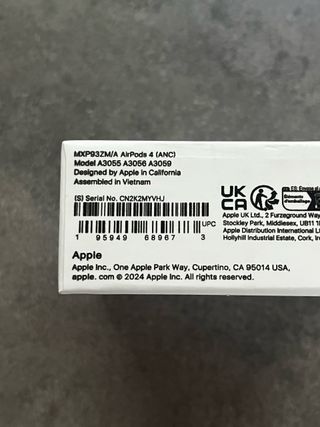 MXP93ZM/A AirPods 4 (ANC)
Model A3055 A3056 A3059
Designed by Apple in California
Assembled in Vietnam
(S) Serial No. CN2K2MYVHJ
UPC
1 95949 68967 3
Apple
Apple Inc., One Apple Park Way, Cupertino, CA 95014 USA,
apple. com © 2024 Apple Inc. All rights reserved.
UK
CA
Apple UK Ltd., 2 Furzeground Way
Stockley Park, Middlesex, UB11 1
Apple Distribution International L
Hollyhill Industrial Estate, Cork, In